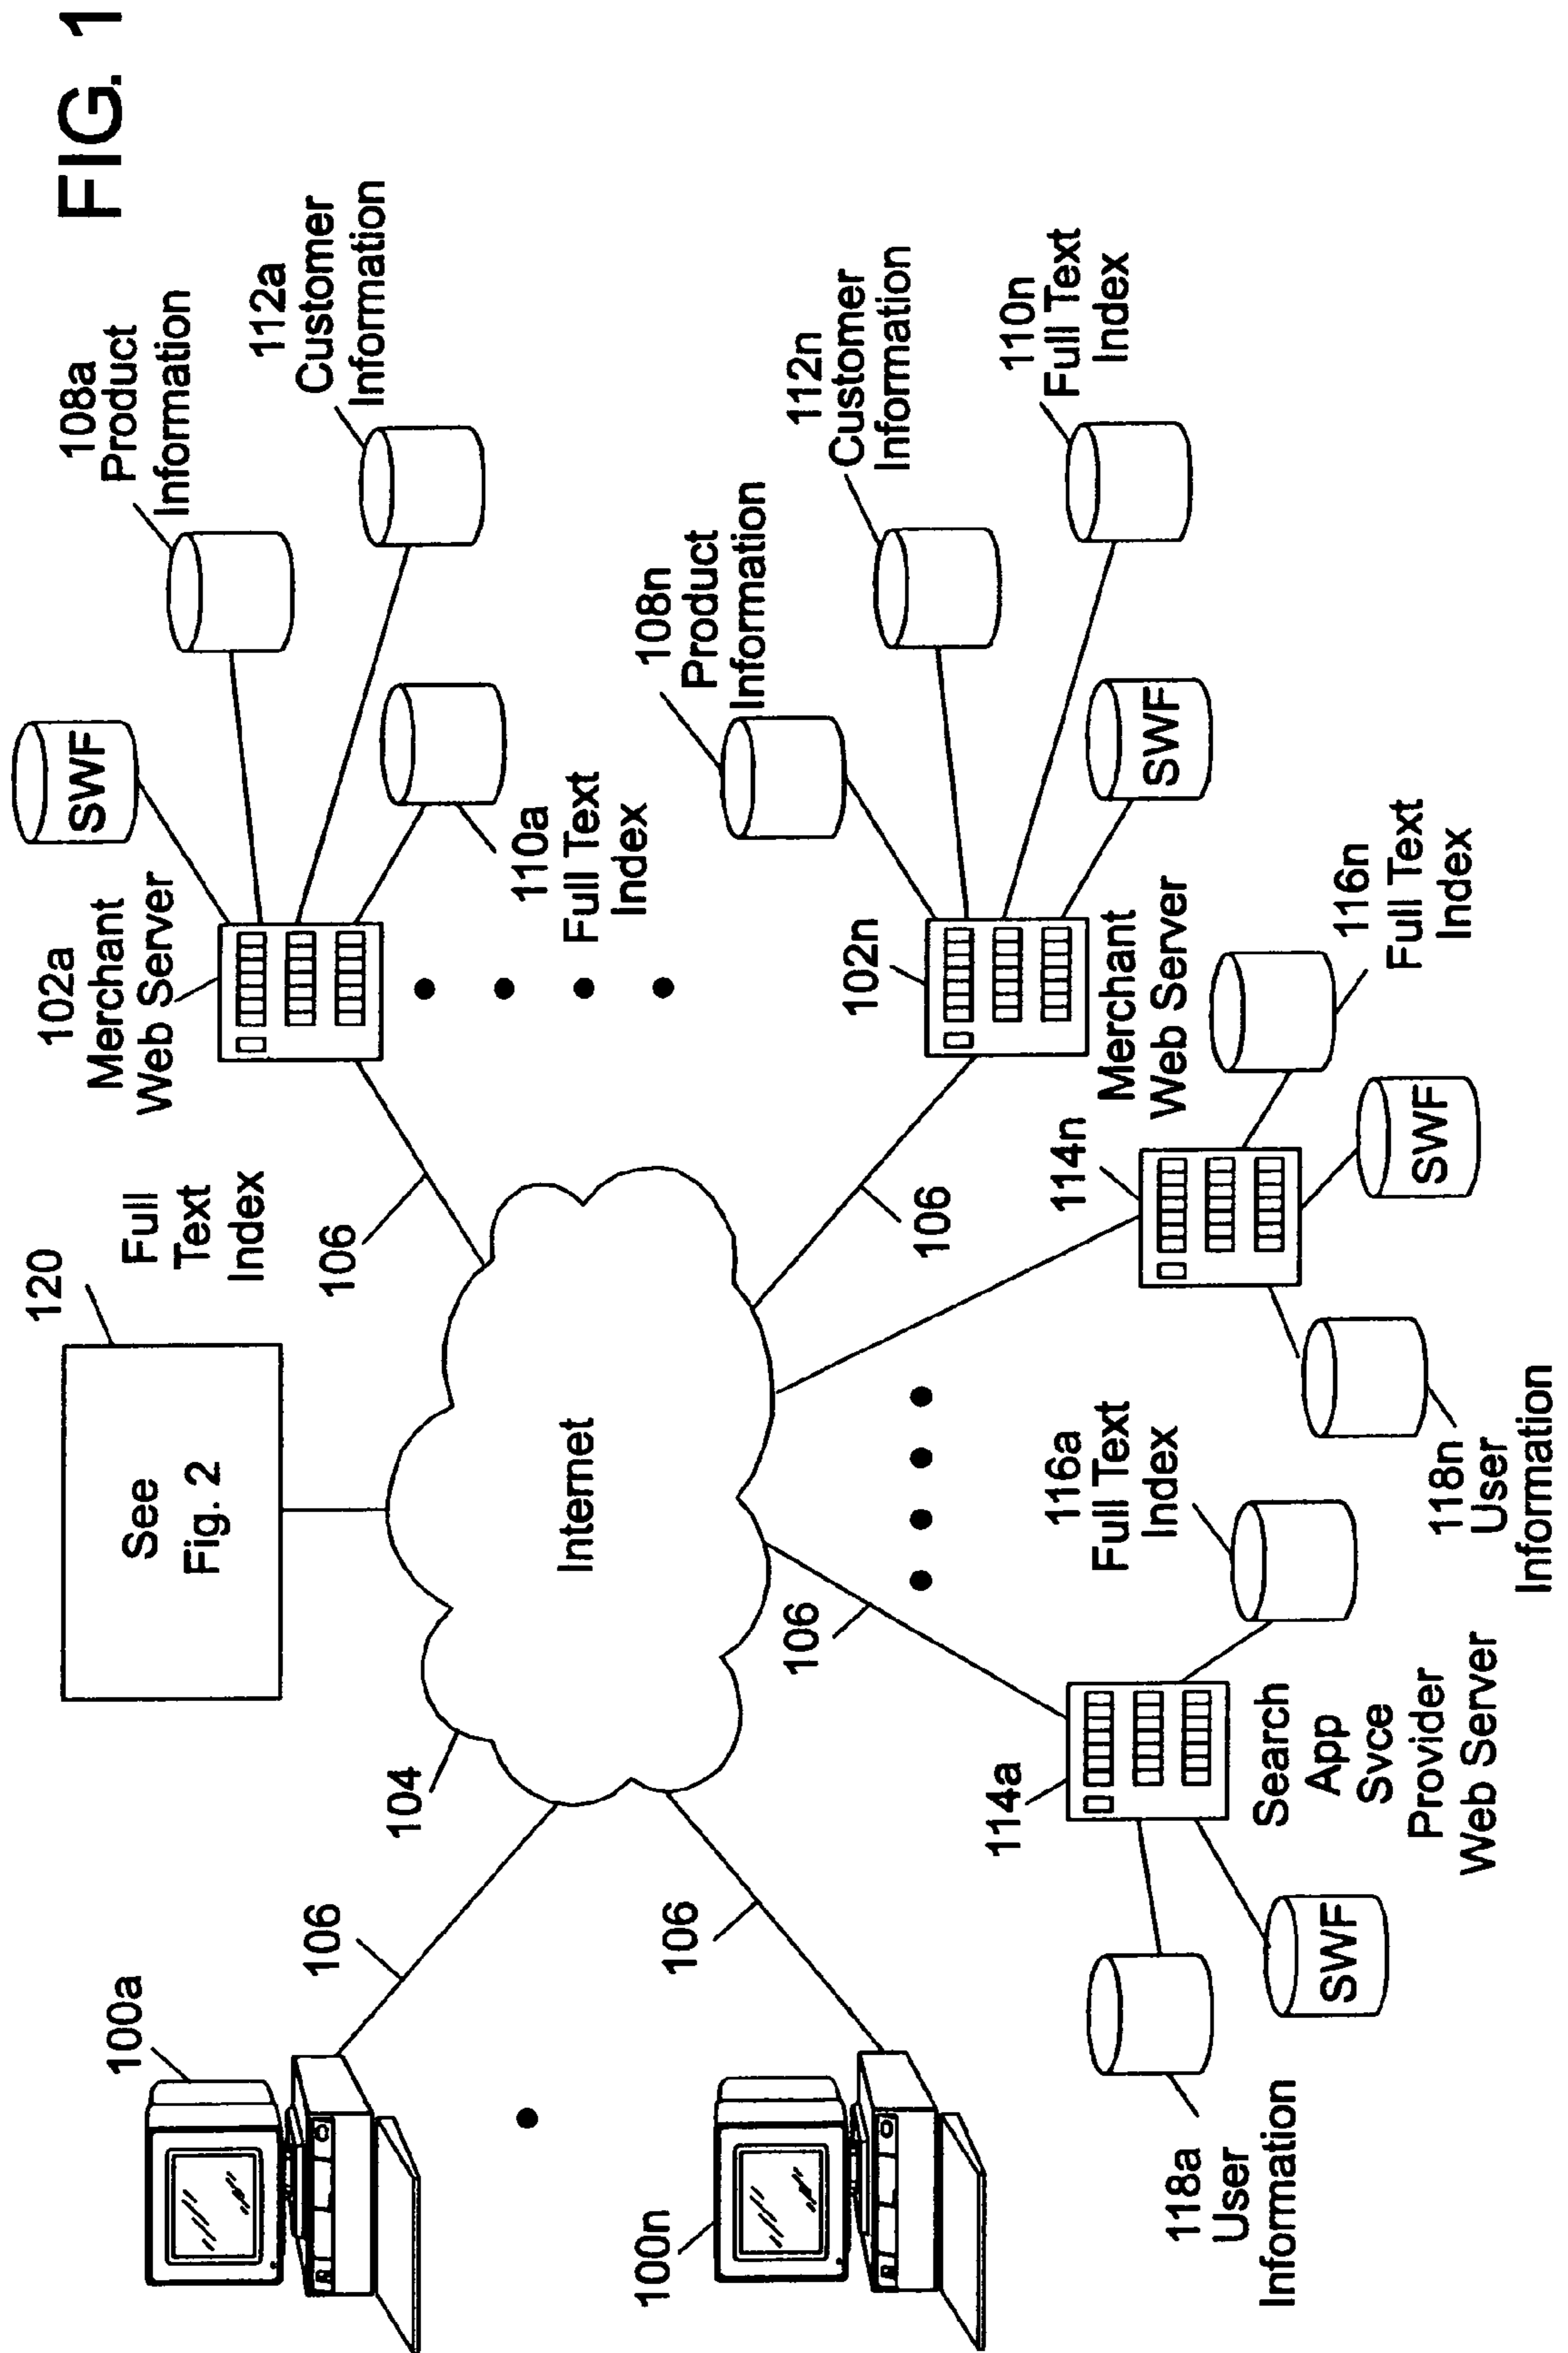 FIG. 1
120
See
Fig. 2
Full
Text
Index
102a
Merchant
Web Server
SWF
108a
Product
Information
112a
Customer
Information
110a
Full Text
Index
106
100a
106
104
Internet
106
100n
106
106
102n
Merchant
Web Server
108n
Product
Information
112n
Customer
Information
110n
Full Text
Index
SWF
114a
Search
App
Svce
Provider
Web Server
116a
Full Text
Index
118a
User
Information
SWF
114n
116n
Full Text
Index
SWF
118n
User
Information